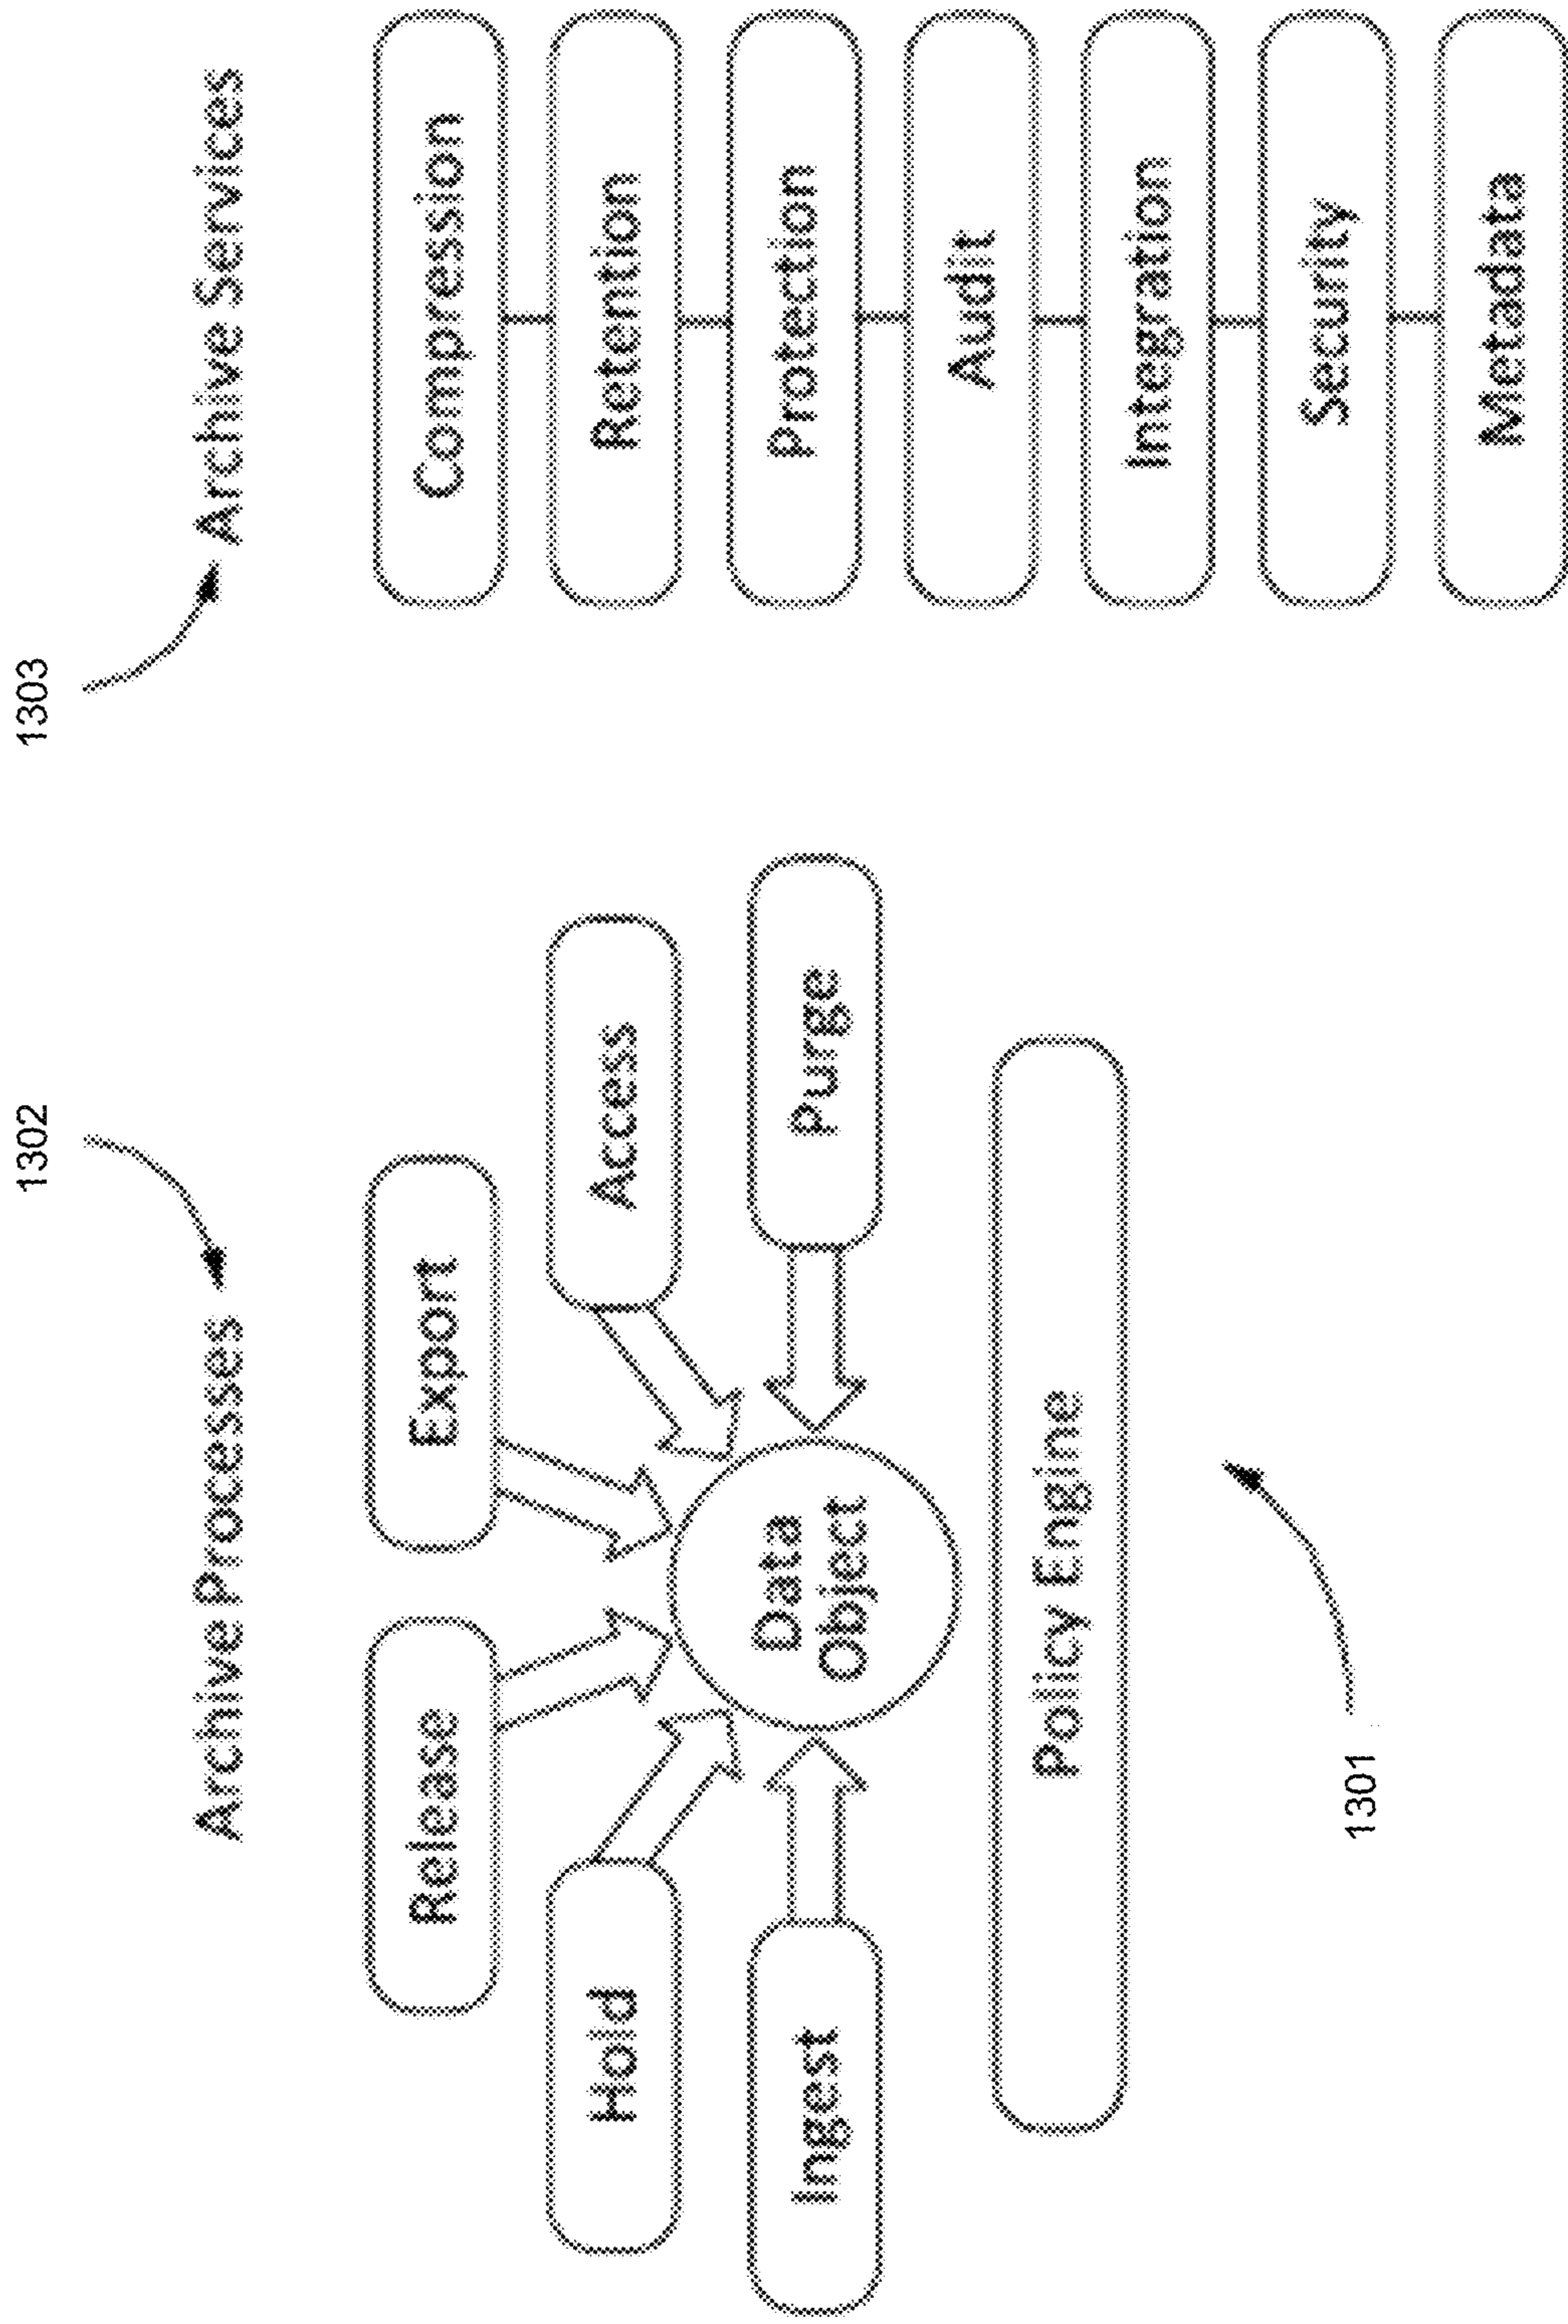 1302
1303
Archive Processes
Archive Services
Release
Export
Hold
Access
Ingest
Purge
Data
Object
Policy Engine
1301
Compression
Retention
Protection
Audit
Integration
Security
Metadata